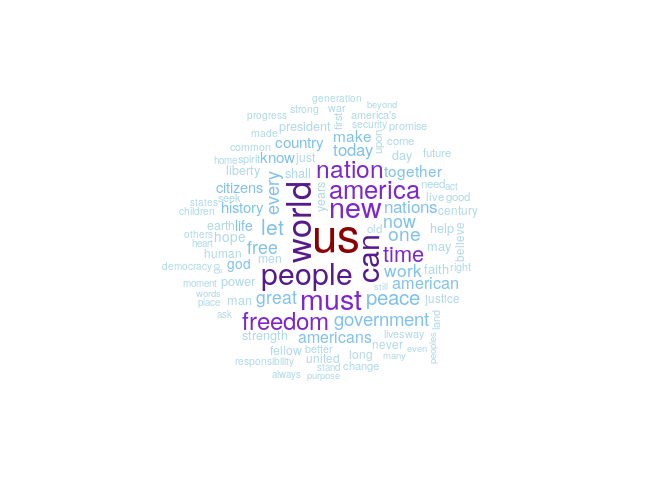 generation
strong war beyond
progress first america's
made president security promise
common country make upon come
home spirit know just today day future
liberty shall nation together
states seek citizens every years america need act
children history world new nations live good century
others earth life let us old now one help believe
heart hope free can may
human men time
democracy go god people still work faith right
moment power american
words man great must peace justice
place
ask freedom government land
strength americans lives way
fellow better never peoples
responsibility united long many even
stand change
always purpose